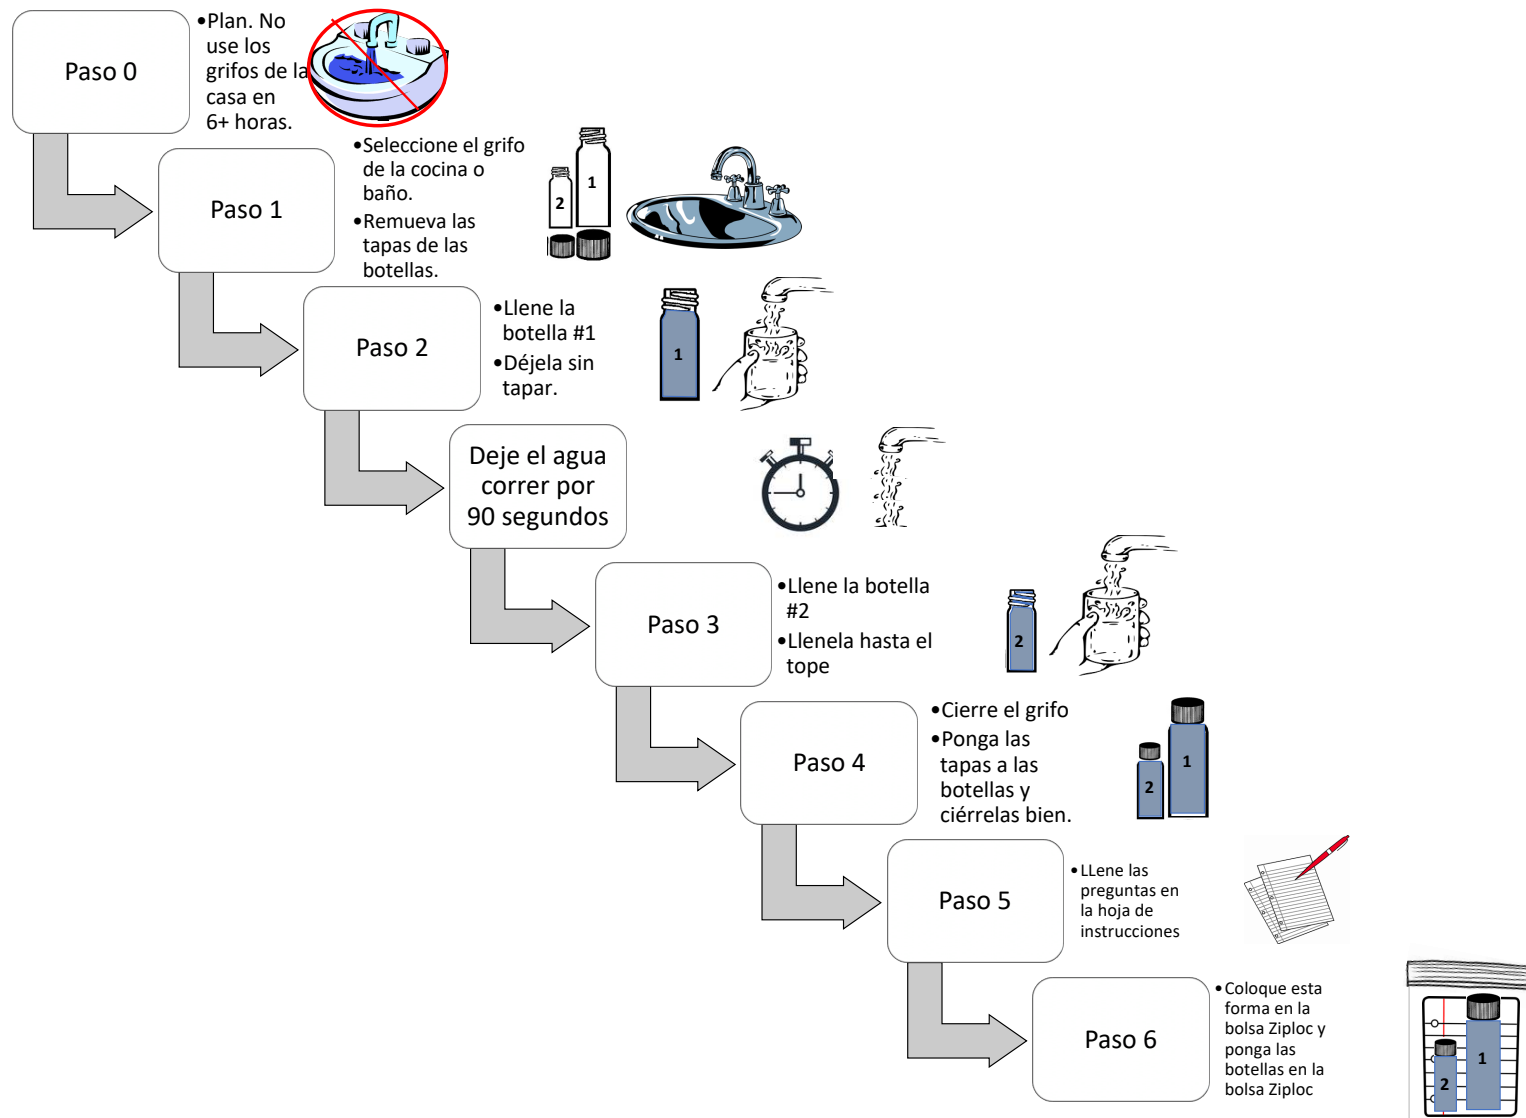 Paso 0
•Plan. No
use los
grifos de la
casa en
6+ horas.
Paso 1
•Seleccione el grifo
de la cocina o
baño.
•Remueva las
tapas de las
botellas.
2
1
Paso 2
•Llene la
botella #1
•Déjela sin
tapar.
1
Deje el agua
correr por
90 segundos
Paso 3
•Llene la botella
#2
•Llenela hasta el
tope
2
Paso 4
•Cierre el grifo
•Ponga las
tapas a las
botellas y
ciérrelas bien.
2
1
Paso 5
•LLene las
preguntas en
la hoja de
instrucciones
Paso 6
•Coloque esta
forma en la
bolsa Ziploc y
ponga las
botellas en la
bolsa Ziploc
2
1